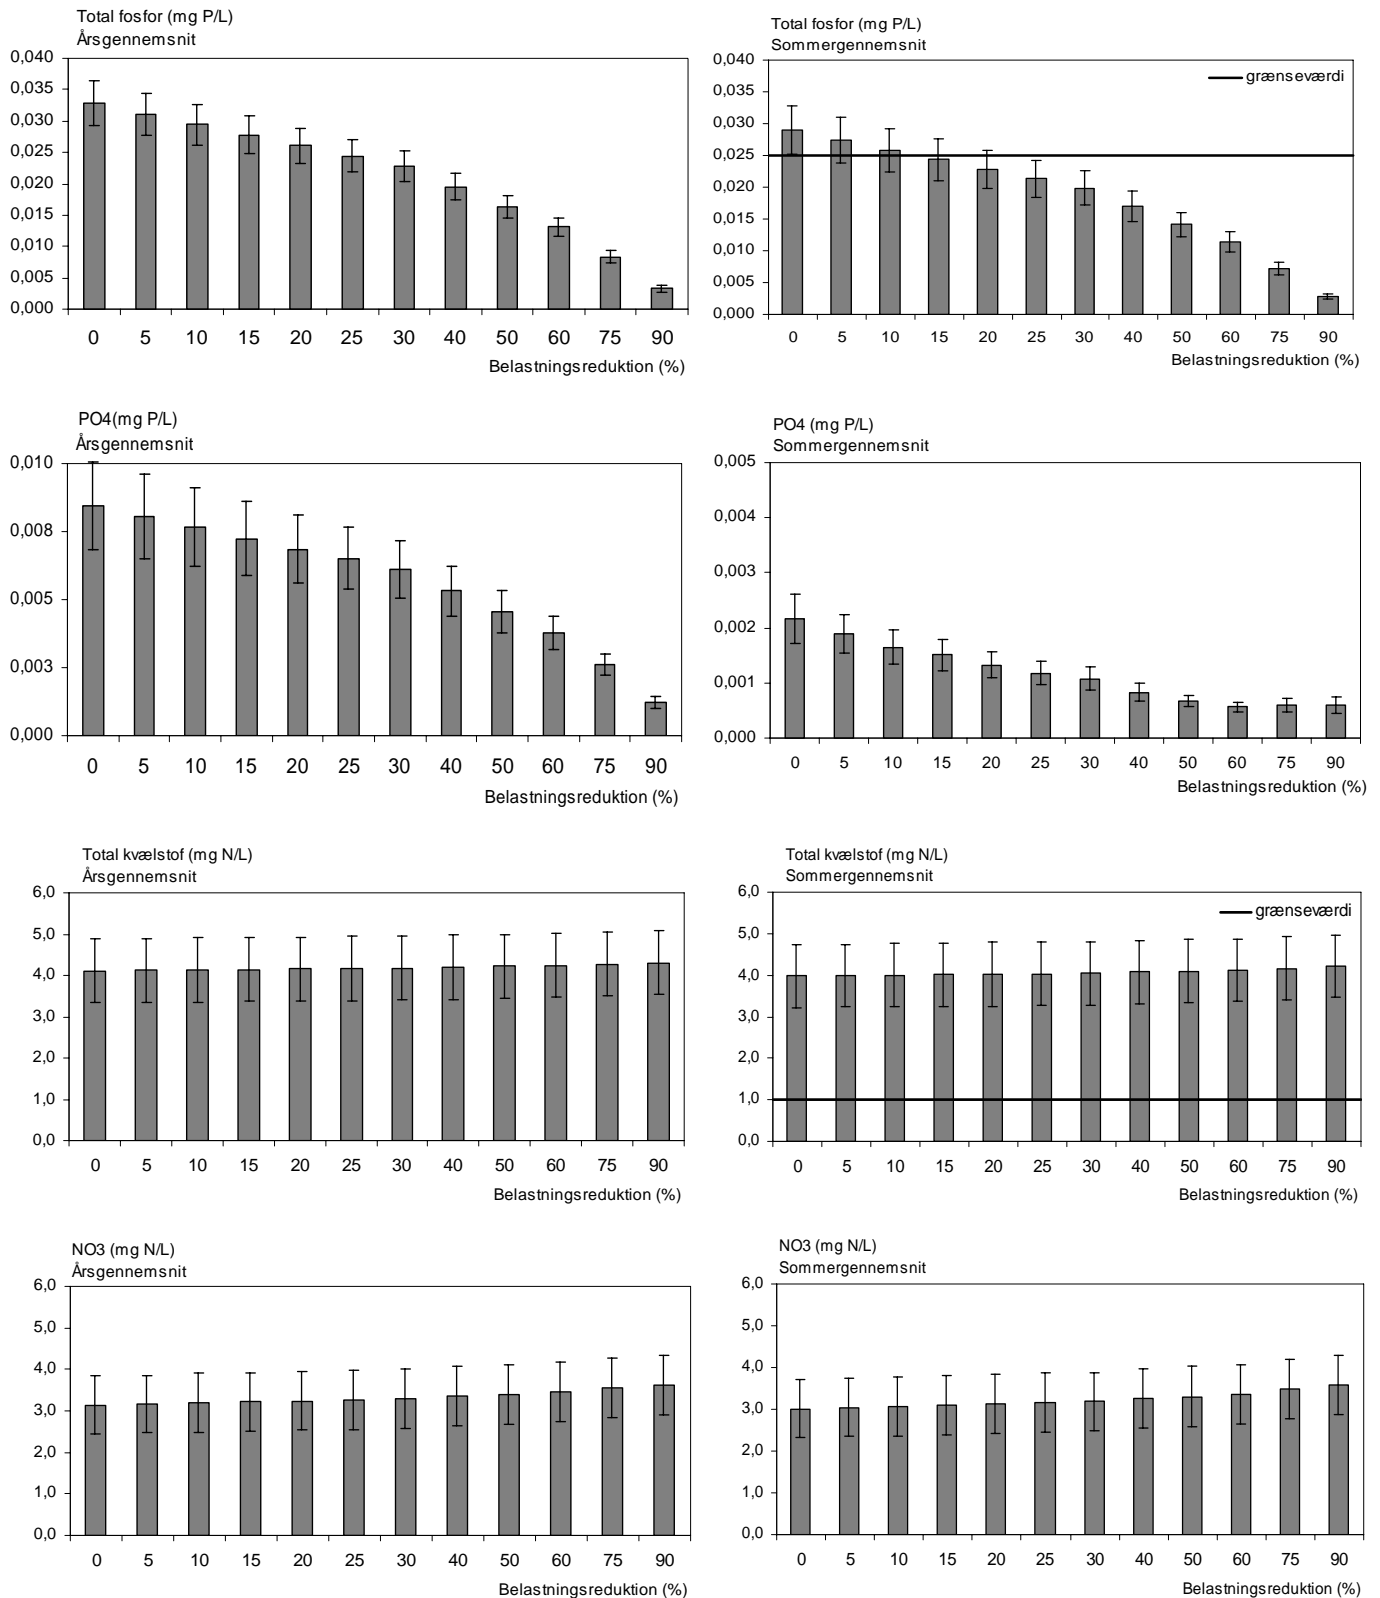 Total fosfor (mg P/L)
Årsgennemsnit
0,040
0,035
0,030
0,025
0,020
0,015
0,010
0,005
0,000
0 5 10 15 20 25 30 40 50 60 75 90
Belastningsreduktion (%)
Total fosfor (mg P/L)
Sommergennemsnit
grænseværdi
0,040
0,035
0,030
0,025
0,020
0,015
0,010
0,005
0,000
0 5 10 15 20 25 30 40 50 60 75 90
Belastningsreduktion (%)
PO4(mg P/L)
Årsgennemsnit
0,010
0,008
0,005
0,003
0,000
0 5 10 15 20 25 30 40 50 60 75 90
Belastningsreduktion (%)
PO4 (mg P/L)
Sommergennemsnit
0,005
0,004
0,003
0,002
0,001
0,000
0 5 10 15 20 25 30 40 50 60 75 90
Belastningsreduktion (%)
Total kvælstof (mg N/L)
Årsgennemsnit
6,0
5,0
4,0
3,0
2,0
1,0
0,0
0 5 10 15 20 25 30 40 50 60 75 90
Belastningsreduktion (%)
Total kvælstof (mg N/L)
Sommergennemsnit
grænseværdi
6,0
5,0
4,0
3,0
2,0
1,0
0,0
0 5 10 15 20 25 30 40 50 60 75 90
Belastningsreduktion (%)
NO3 (mg N/L)
Årsgennemsnit
6,0
5,0
4,0
3,0
2,0
1,0
0,0
0 5 10 15 20 25 30 40 50 60 75 90
Belastningsreduktion (%)
NO3 (mg N/L)
Sommergennemsnit
6,0
5,0
4,0
3,0
2,0
1,0
0,0
0 5 10 15 20 25 30 40 50 60 75 90
Belastningsreduktion (%)